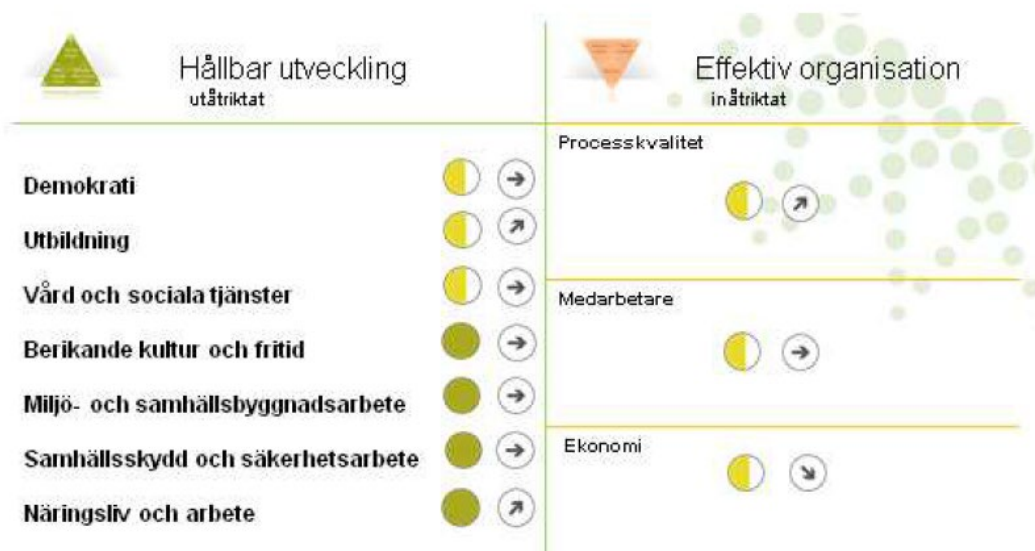 Hållbar utveckling
utåtriktat
Demokrati
Utbildning
Vård och sociala tjänster
Berikande kultur och fritid
Miljö- och samhällsbyggnadsarbete
Samhällsskydd och säkerhetsarbete
Näringsliv och arbete
Effektiv organisation
inåtriktat
Processkvalitet
Medarbetare
Ekonomi